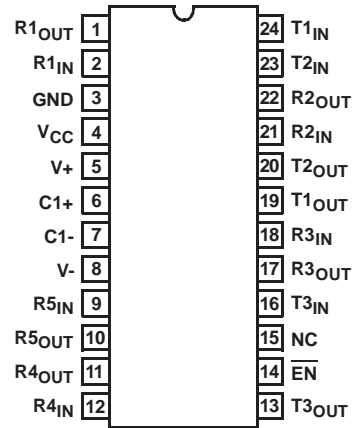 R1OUT 1 24 T1IN
R1IN 2 23 T2IN
GND 3 22 R2OUT
VCC 4 21 R2IN
V+ 5 20 T2OUT
C1+ 6 19 T1OUT
C1- 7 18 R3IN
V- 8 17 R3OUT
R5IN 9 16 T3IN
R5OUT 10 15 NC
R4OUT 11 14 E̅N̅
R4IN 12 13 T3OUT